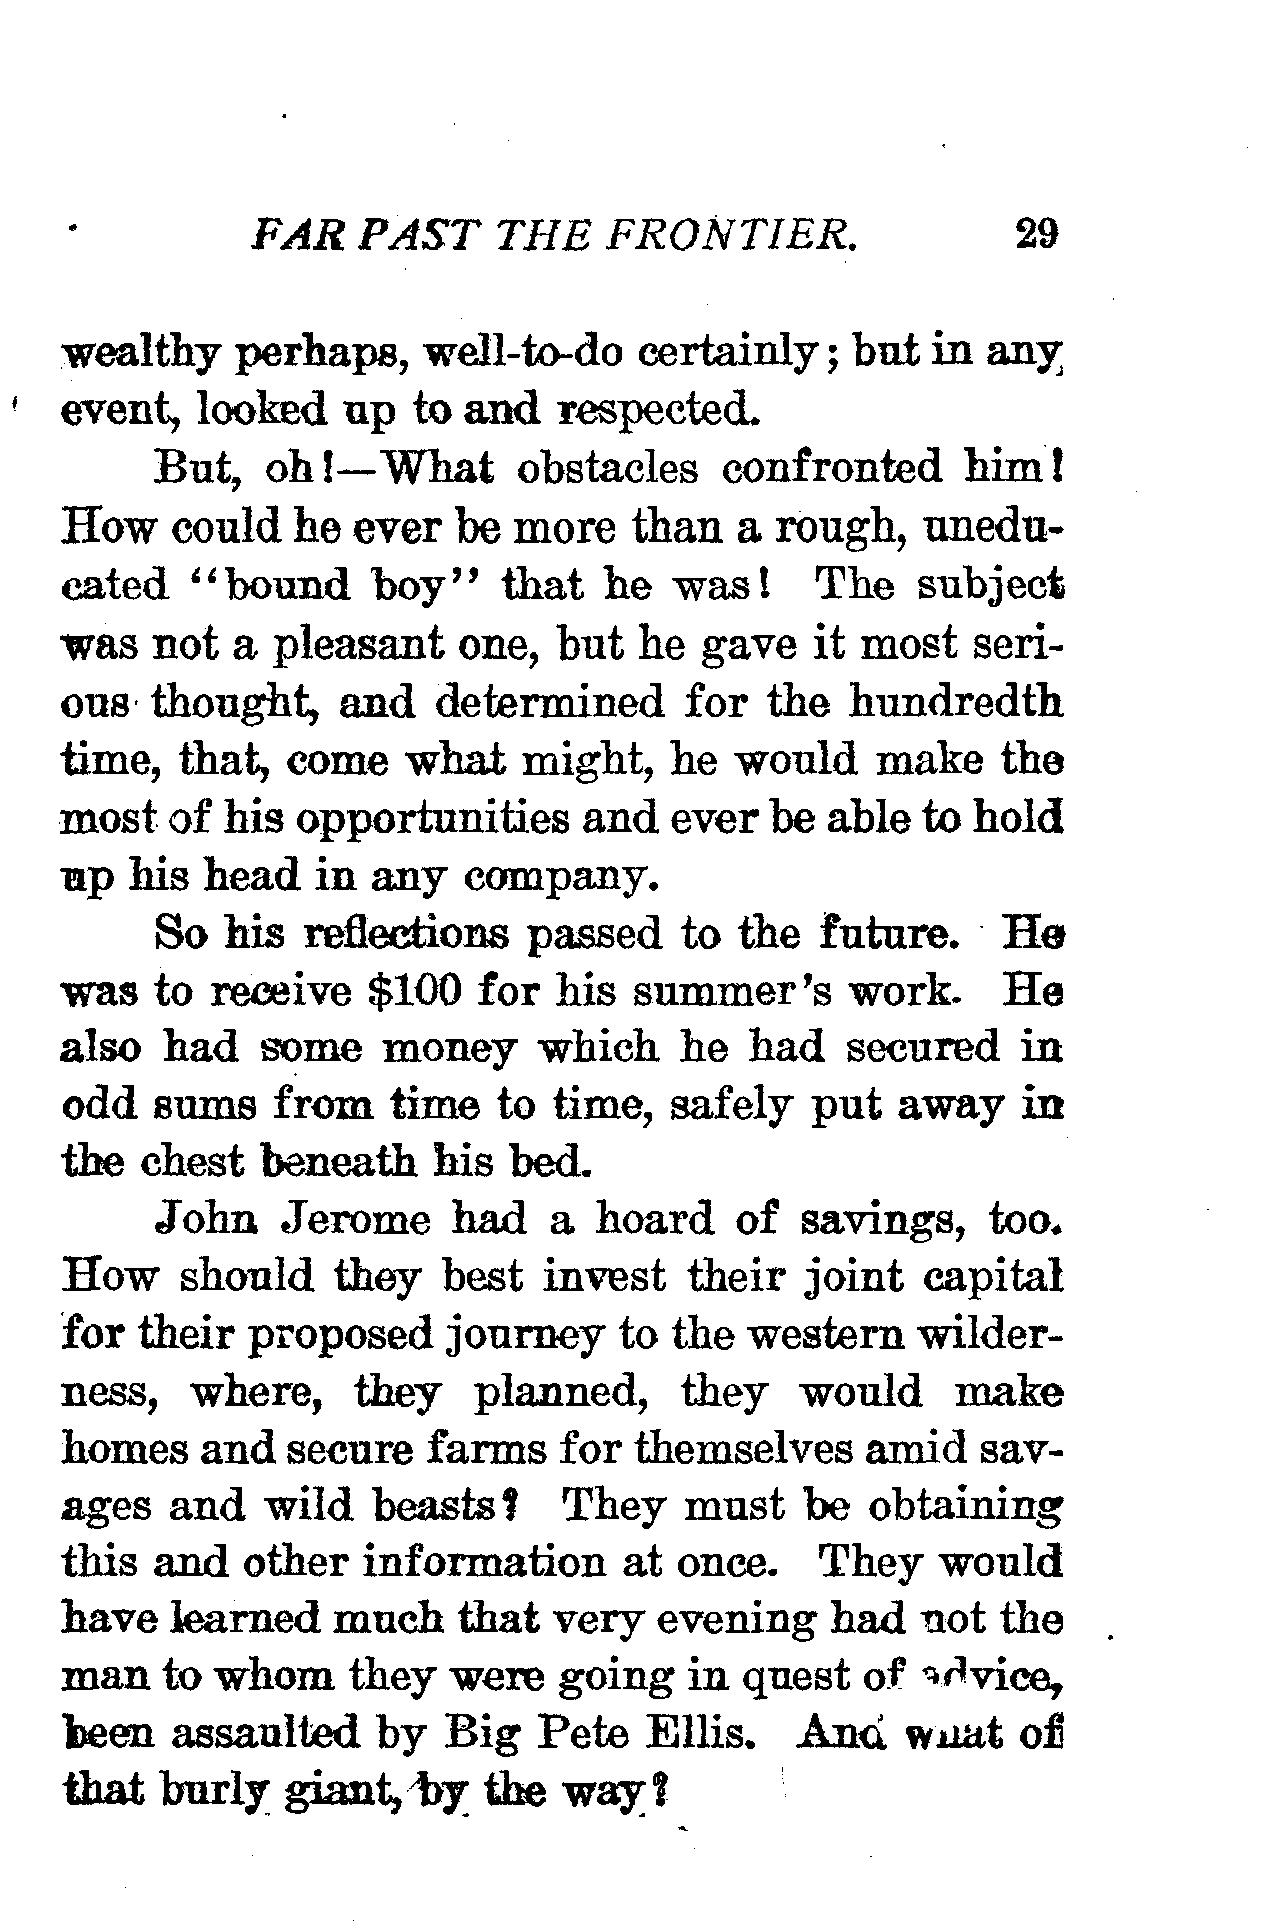 FAR PAST THE FRONTIER. 29
wealthy perhaps, well-to-do certainly; but in any
event, looked up to and respected.
But, oh!—What obstacles confronted him!
How could he ever be more than a rough, unedu-
cated "bound boy" that he was! The subject
was not a pleasant one, but he gave it most seri-
ous thought, and determined for the hundredth
time, that, come what might, he would make the
most of his opportunities and ever be able to hold
up his head in any company.
So his reflections passed to the future. He
was to receive $100 for his summer's work. He
also had some money which he had secured in
odd sums from time to time, safely put away in
the chest beneath his bed.
John Jerome had a hoard of savings, too.
How should they best invest their joint capital
for their proposed journey to the western wilder-
ness, where, they planned, they would make
homes and secure farms for themselves amid sav-
ages and wild beasts? They must be obtaining
this and other information at once. They would
have learned much that very evening had not the
man to whom they were going in quest of advice,
been assaulted by Big Pete Ellis. And what of
that burly giant, by the way?